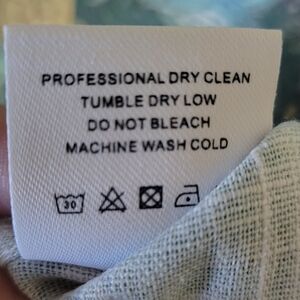 PROFESSIONAL DRY CLEAN
TUMBLE DRY LOW
DO NOT BLEACH
MACHINE WASH COLD
30